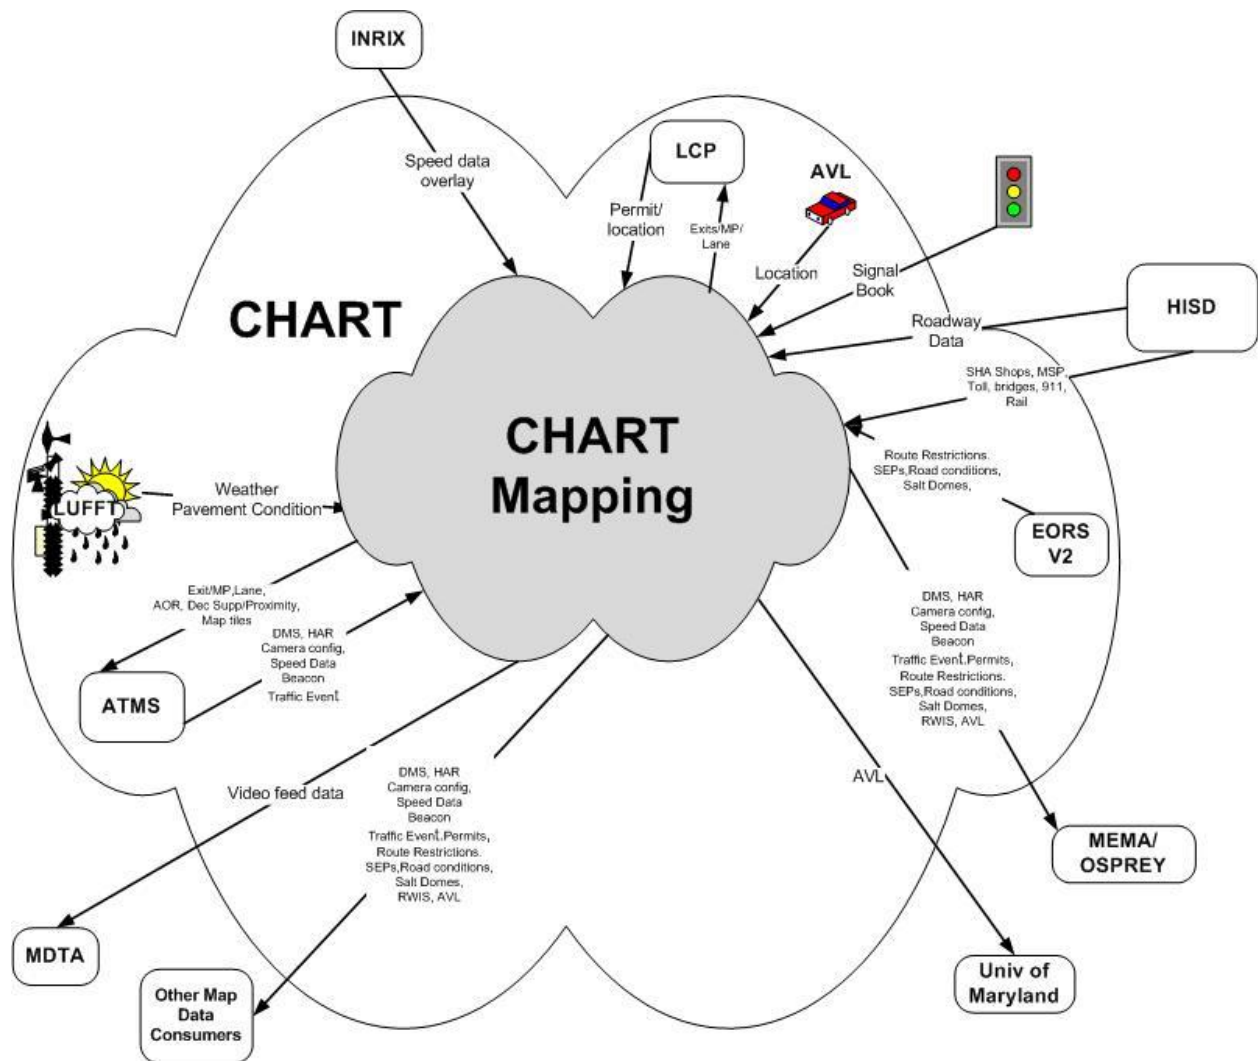 INRIX
Speed data
overlay
LCP
Permit/
location
Exits/MP/
Lane
AVL
Location
Signal
Book
HISD
Roadway
Data
SHA Shops, MSP,
Toll, bridges, 911,
Rail
CHART
CHART
Mapping
Route Restrictions.
SEPs,Road conditions,
Salt Domes,
EORS
V2
LUFFT
Weather
Pavement Condition
Exit/MP,Lane,
AOR, Dec Supp/Proximity,
Map tiles
DMS, HAR
Camera config,
Speed Data
Beacon
Traffic Event
ATMS
DMS, HAR
Camera config,
Speed Data
Beacon
Traffic Event.Permits,
Route Restrictions.
SEPs,Road conditions,
Salt Domes,
RWIS, AVL
Video feed data
DMS, HAR
Camera config,
Speed Data
Beacon
Traffic Event.Permits,
Route Restrictions.
SEPs,Road conditions,
Salt Domes,
RWIS, AVL
AVL
MEMA/
OSPREY
MDTA
Other Map
Data
Consumers
Univ of
Maryland